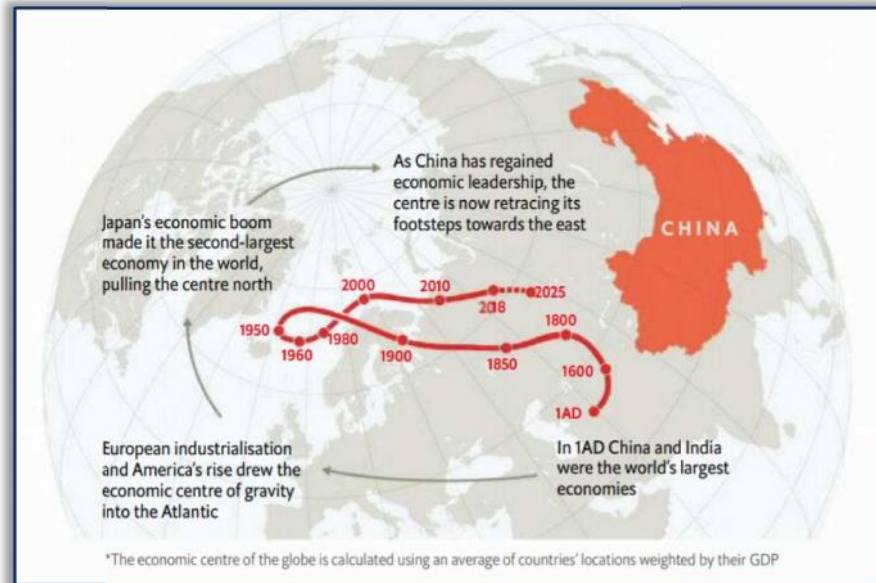 As China has regained
economic leadership, the
centre is now retracing its
footsteps towards the east
Japan's economic boom
made it the second-largest
economy in the world,
pulling the centre north
CHINA
2000
2010
2018
2025
1950
1960
1980
1900
1850
1800
1600
1AD
European industrialisation
and America's rise drew the
economic centre of gravity
into the Atlantic
In 1AD China and India
were the world's largest
economies
*The economic centre of the globe is calculated using an average of countries' locations weighted by their GDP